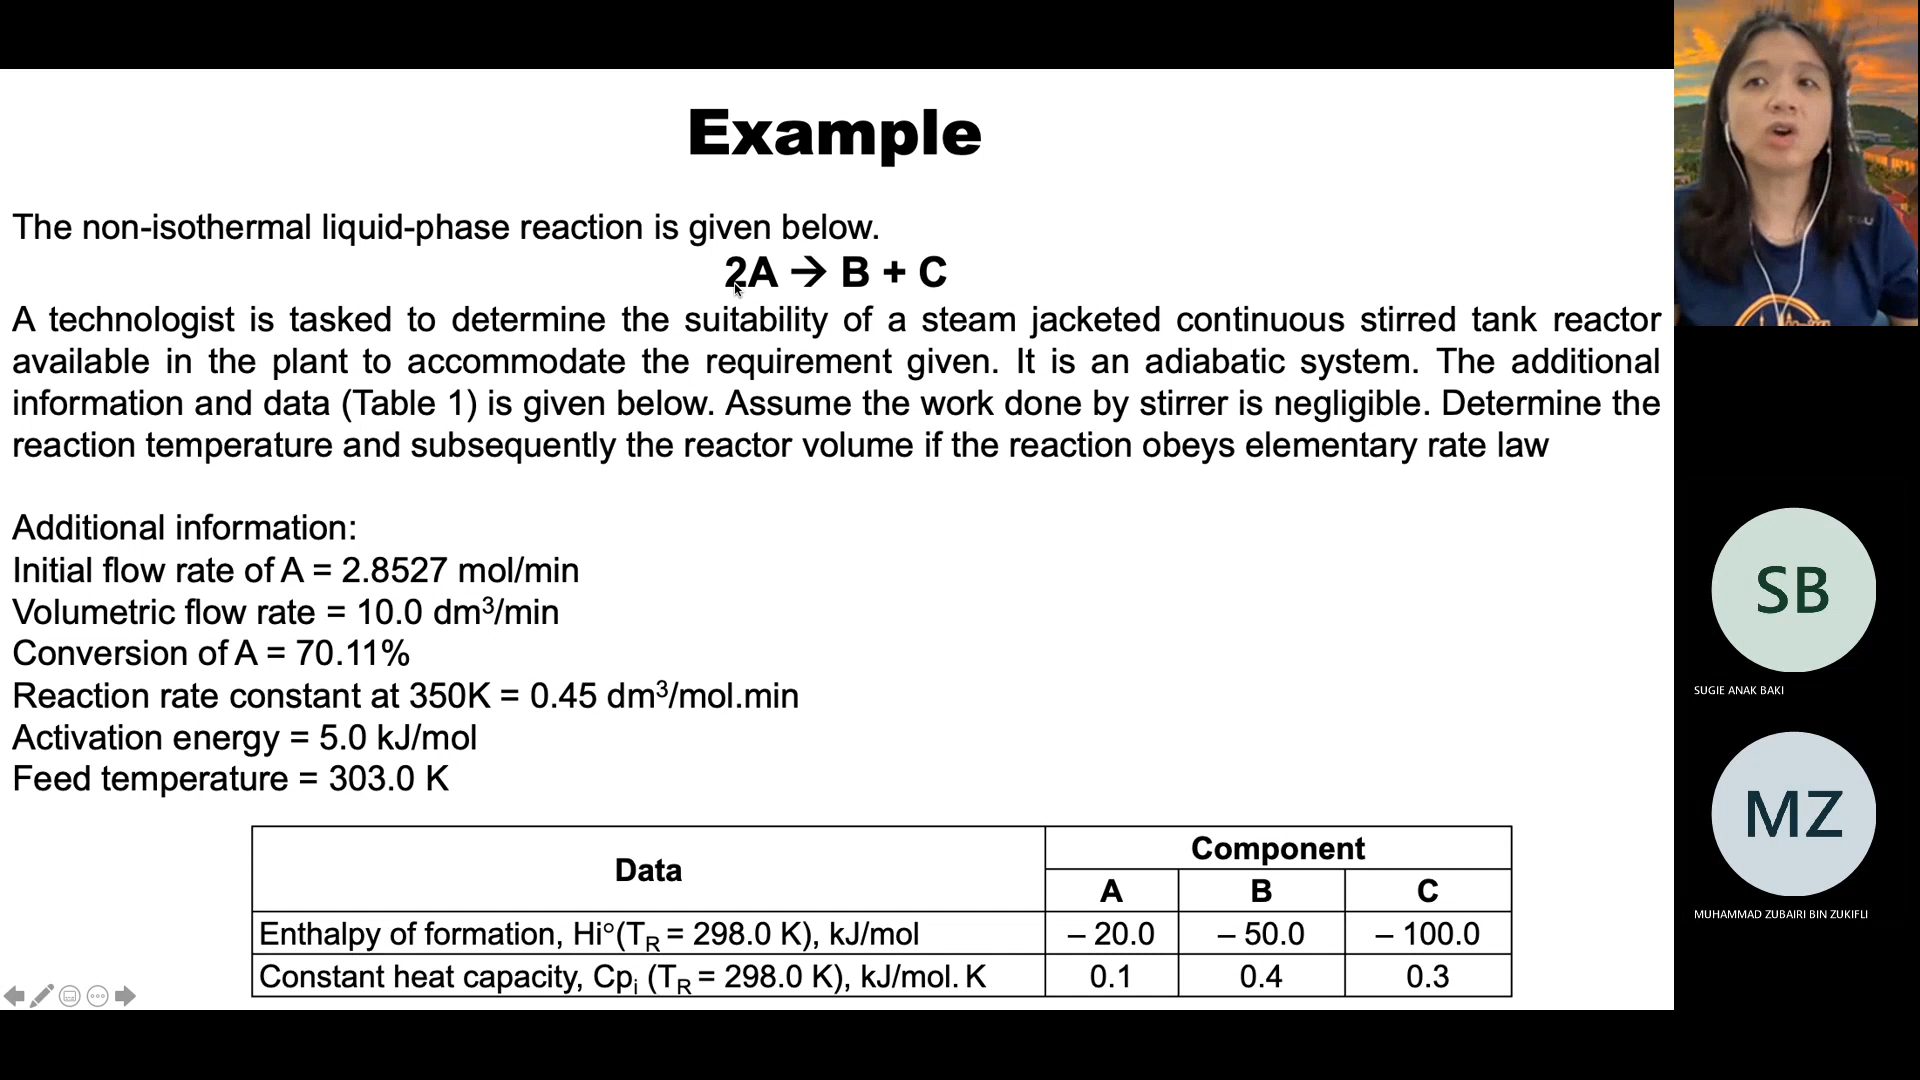 Example
The non-isothermal liquid-phase reaction is given below.
2A → B + C
A technologist is tasked to determine the suitability of a steam jacketed continuous stirred tank reactor
available in the plant to accommodate the requirement given. It is an adiabatic system. The additional
information and data (Table 1) is given below. Assume the work done by stirrer is negligible. Determine the
reaction temperature and subsequently the reactor volume if the reaction obeys elementary rate law
Additional information:
Initial flow rate of A = 2.8527 mol/min
Volumetric flow rate = 10.0 dm³/min
Conversion of A = 70.11%
Reaction rate constant at 350K = 0.45 dm³/mol.min
Activation energy = 5.0 kJ/mol
Feed temperature = 303.0 K
Data Component
A B C
Enthalpy of formation, Hi°(T_R = 298.0 K), kJ/mol – 20.0 – 50.0 – 100.0
Constant heat capacity, Cp_i (T_R = 298.0 K), kJ/mol. K 0.1 0.4 0.3
SB
SUGIE ANAK BAKI
MZ
MUHAMMAD ZUBAIRI BIN ZUKIFLI